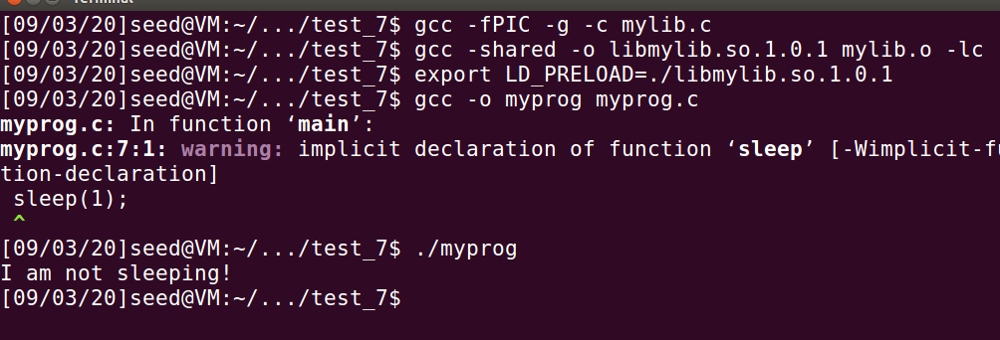 [09/03/20]seed@VM:~/.../test_7$ gcc -fPIC -g -c mylib.c
[09/03/20]seed@VM:~/.../test_7$ gcc -shared -o libmylib.so.1.0.1 mylib.o -lc
[09/03/20]seed@VM:~/.../test_7$ export LD_PRELOAD=./libmylib.so.1.0.1
[09/03/20]seed@VM:~/.../test_7$ gcc -o myprog myprog.c
myprog.c: In function ‘main’:
myprog.c:7:1: warning: implicit declaration of function ‘sleep’ [-Wimplicit-fu
tion-declaration]
 sleep(1);
 ^
[09/03/20]seed@VM:~/.../test_7$ ./myprog
I am not sleeping!
[09/03/20]seed@VM:~/.../test_7$